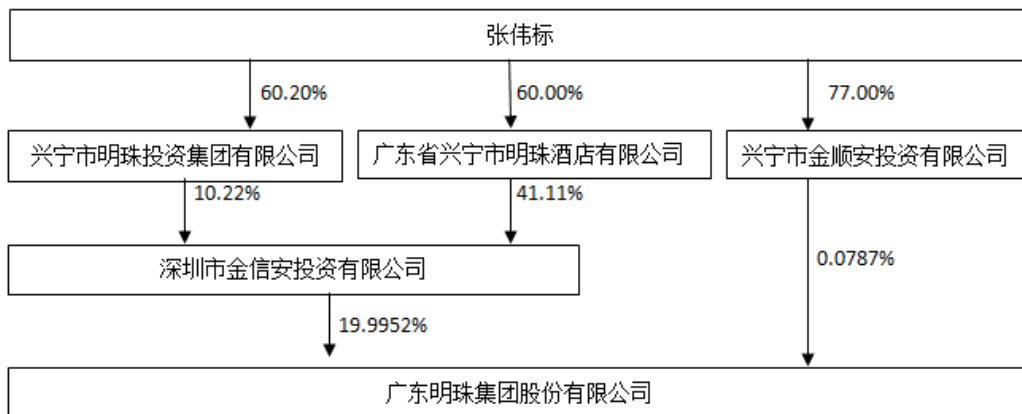 张伟标
60.20%
60.00%
77.00%
兴宁市明珠投资集团有限公司
广东省兴宁市明珠酒店有限公司
兴宁市金顺安投资有限公司
10.22%
41.11%
深圳市金信安投资有限公司
0.0787%
19.9952%
广东明珠集团股份有限公司